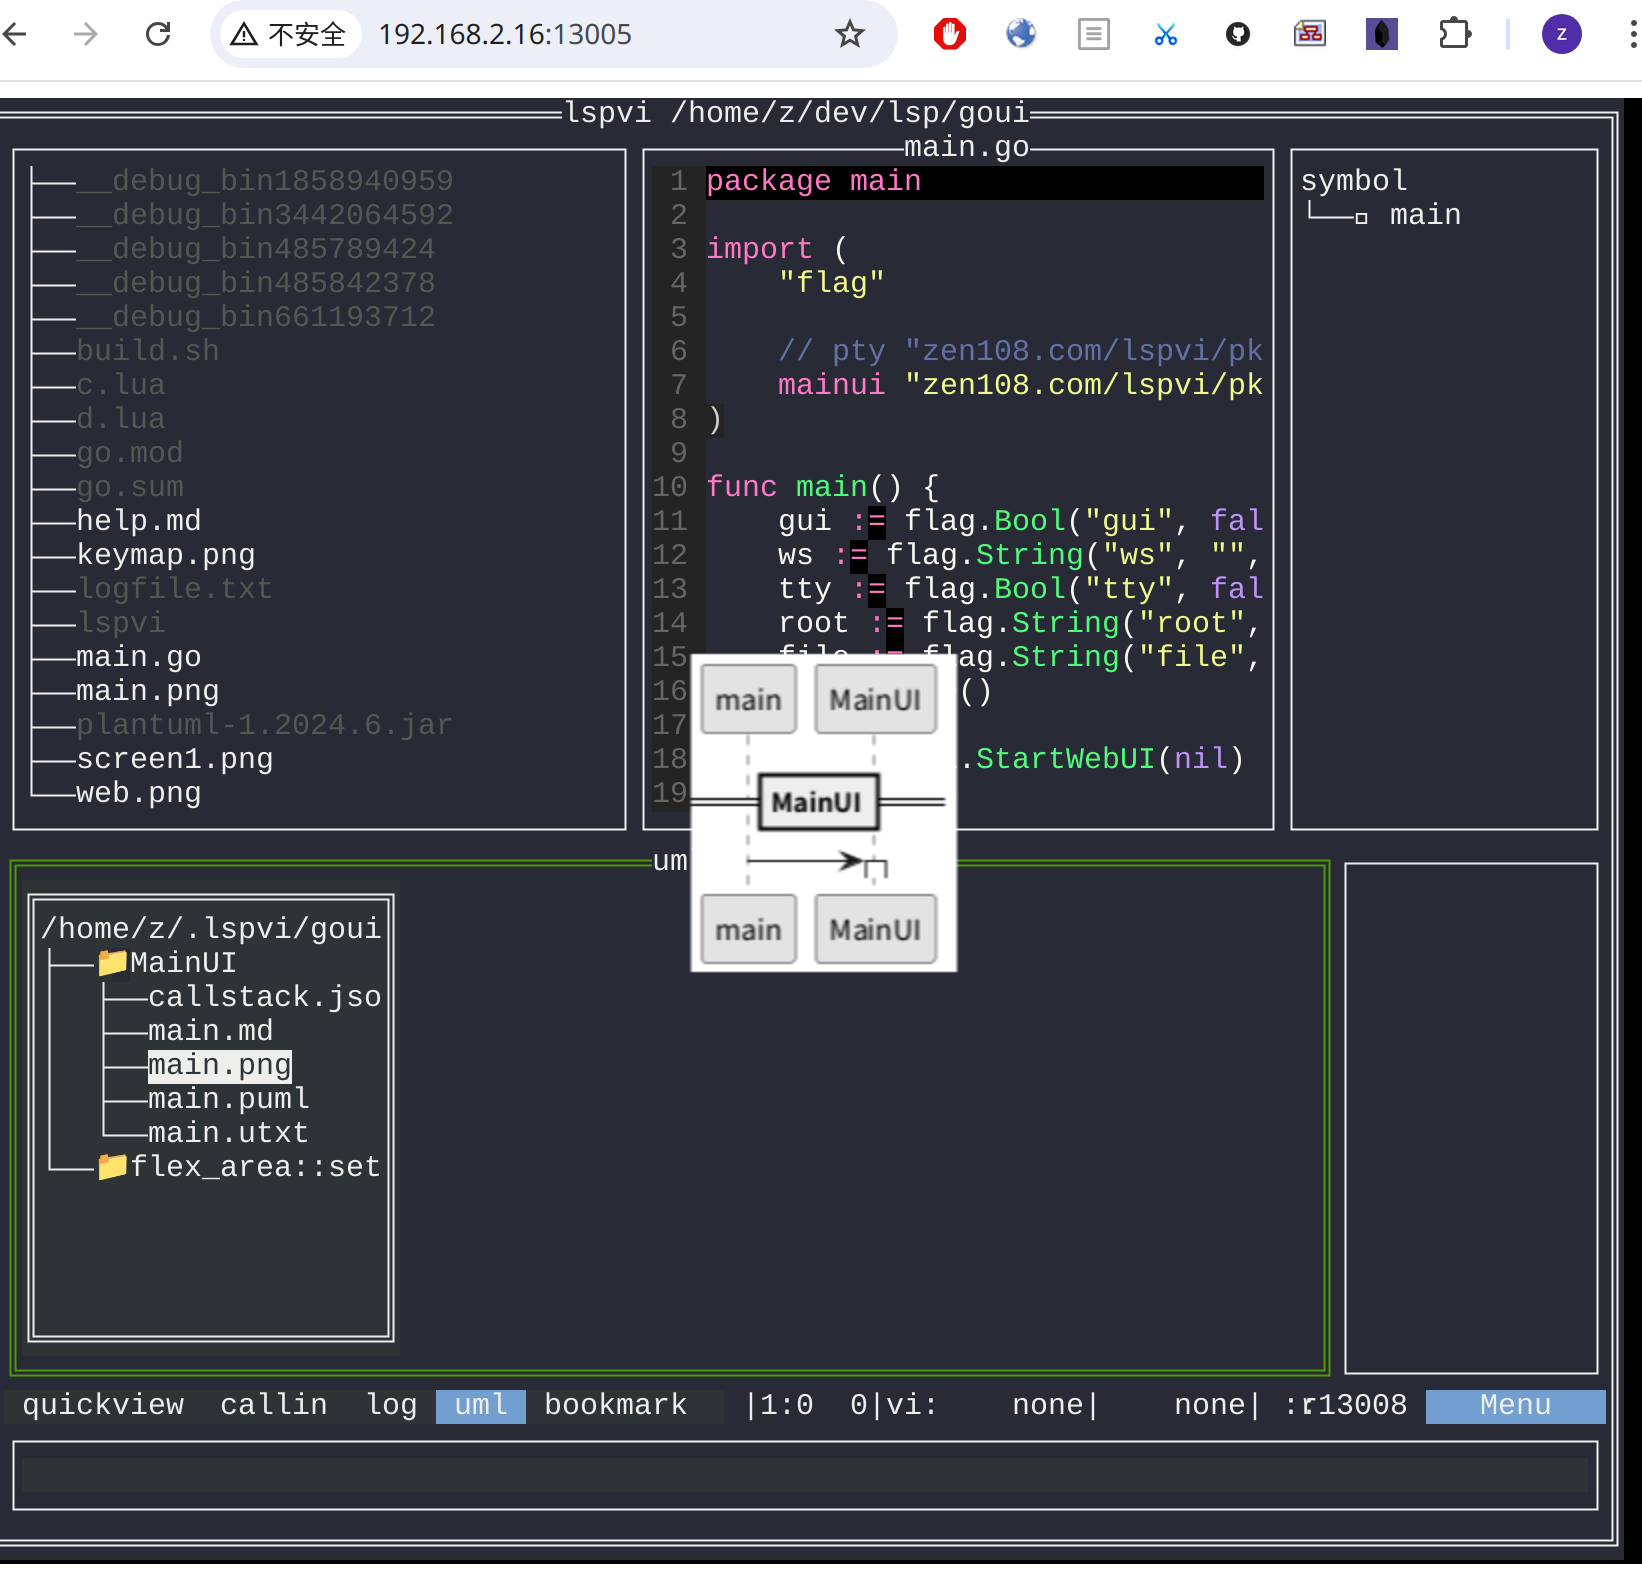 不安全 192.168.2.16:13005
z
lspvi /home/z/dev/lsp/goui
__debug_bin1858940959
__debug_bin3442064592
__debug_bin485789424
__debug_bin485842378
__debug_bin661193712
build.sh
c.lua
d.lua
go.mod
go.sum
help.md
keymap.png
logfile.txt
lspvi
main.go
main.png
plantuml-1.2024.6.jar
screen1.png
web.png
main.go
1 package main
2
3 import (
4 "flag"
5
6 // pty "zen108.com/lspvi/pk
7 mainui "zen108.com/lspvi/pk
8 )
9
10 func main() {
11 gui := flag.Bool("gui", fal
12 ws := flag.String("ws", "",
13 tty := flag.Bool("tty", fal
14 root := flag.String("root",
15 file := flag.String("file",
16 ()
17
18 .StartWebUI(nil)
19
symbol
main
main MainUI
MainUI
main MainUI
um
/home/z/.lspvi/goui
MainUI
callstack.jso
main.md
main.png
main.puml
main.utxt
flex_area::set
quickview callin log uml bookmark |1:0 0|vi: none| none| :r13008 Menu